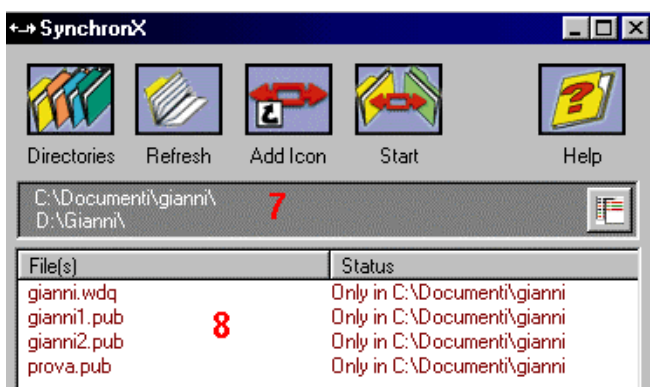 SynchronX
Directories Refresh Add Icon Start Help
C:\Documenti\gianni\
7
D:\Gianni\
File(s) Status
gianni.wdq Only in C:\Documenti\gianni
gianni1.pub Only in C:\Documenti\gianni
8
gianni2.pub Only in C:\Documenti\gianni
prova.pub Only in C:\Documenti\gianni